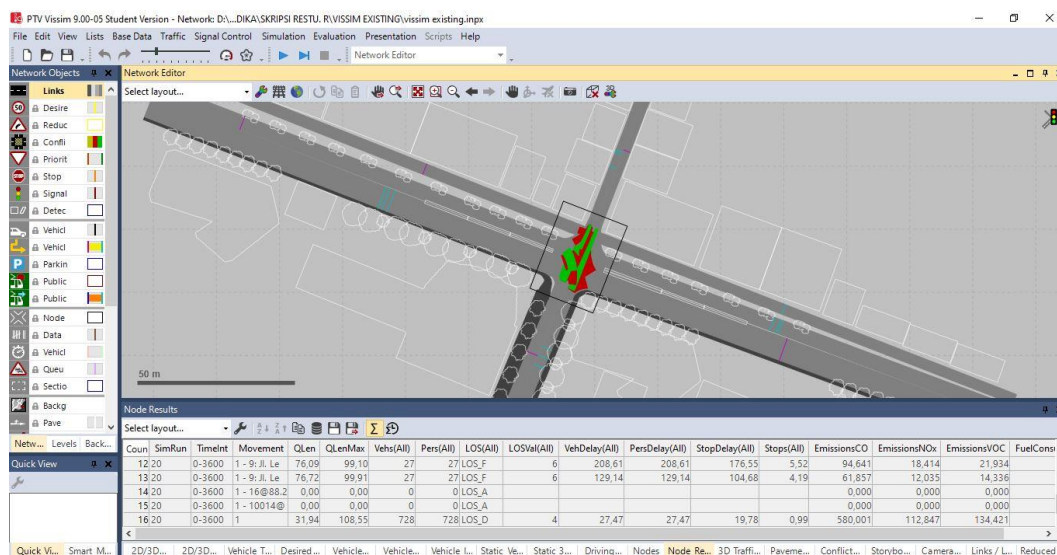 PTV Vissim 9.00-05 Student Version - Network: D:\...DIKA\SKRIPSI RESTU. R\VISSIM EXISTING\vissim existing.inpx
File Edit View Lists Base Data Traffic Signal Control Simulation Evaluation Presentation Scripts Help
Network Editor
Network Objects
Network Editor
Links
Select layout...
50 Desire
Reduc
Confli
Priorit
STOP Stop
Signal
Detec
Vehicl
Vehicl
P Parkin
Public
Public
Node
Data
Vehicl
Queu
Sectio
Backg
Pave
50 m
Netw... Levels Back...
Quick View
Node Results
Select layout...
Coun SimRun TimeInt Movement QLen QLenMax Vehs(All) Pers(All) LOS(All) LOSVal(All) VehDelay(All) PersDelay(All) StopDelay(All) Stops(All) EmissionsCO EmissionsNOx EmissionsVOC FuelConsu
12 20 0-3600 1 - 9: Jl. Le 76,09 99,10 27 27 LOS_F 6 208,61 208,61 176,55 5,52 94,641 18,414 21,934
13 20 0-3600 1 - 9: Jl. Le 76,72 99,91 27 27 LOS_F 6 129,14 129,14 104,68 4,19 61,857 12,035 14,336
14 20 0-3600 1 - 16@88.2 0,00 0,00 0 0 LOS_A 0,000 0,000 0,000
15 20 0-3600 1 - 10014@ 0,00 0,00 0 0 LOS_A 0,000 0,000 0,000
16 20 0-3600 1 31,94 108,55 728 728 LOS_D 4 27,47 27,47 19,78 0,99 580,001 112,847 134,421
Quick Vi... Smart M... 2D/3D... 2D/3D... Vehicle T... Desired... Vehicle... Vehicle... Vehicle I... Static Ve... Static 3... Driving... Nodes Node Re... 3D Traffi... Paveme... Conflict... Storybo... Camera... Links / L... Reduced